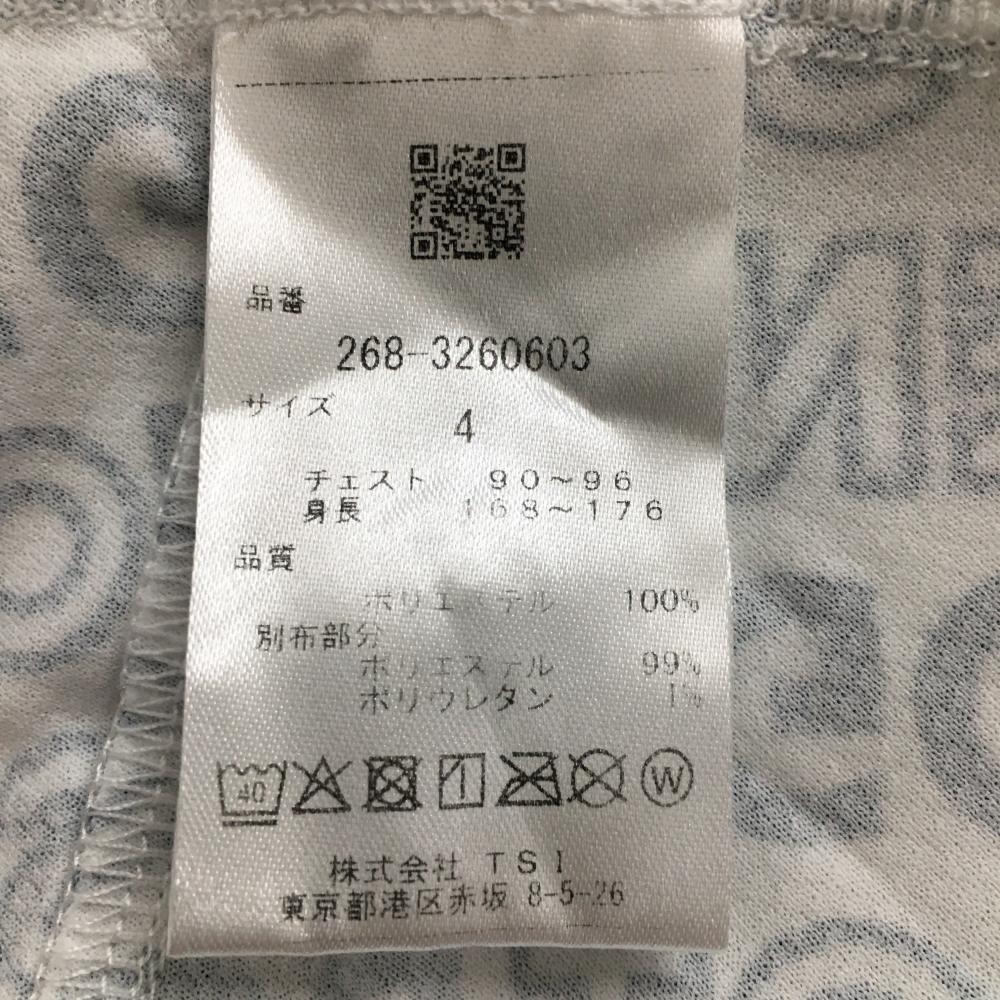 品番
268-3260603
サイズ
4
チェスト 90~96
身長 168~176
品質
ポリエステル 100%
別布部分
ポリエステル 99%
ポリウレタン 1%
40
W
株式会社 TSI
東京都港区赤坂 8-5-26